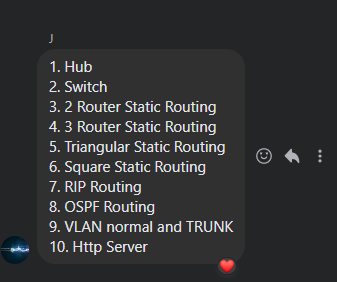 J
1. Hub
2. Switch
3. 2 Router Static Routing
4. 3 Router Static Routing
5. Triangular Static Routing
6. Square Static Routing
7. RIP Routing
8. OSPF Routing
9. VLAN normal and TRUNK
10. Http Server